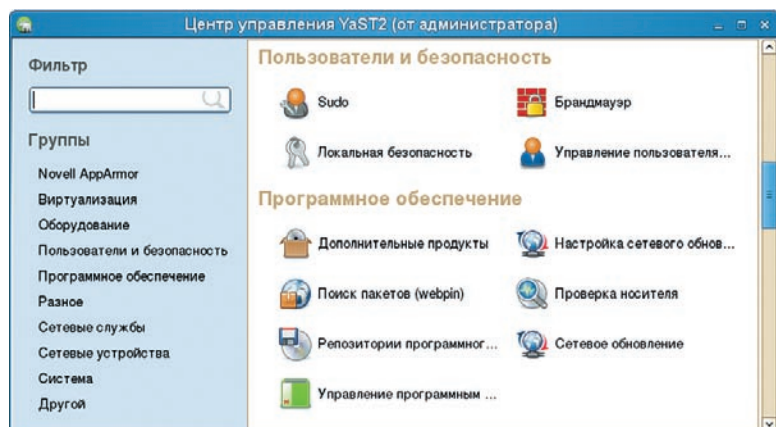 Центр управления YaST2 (от администратора)
Фильтр
Группы
Novell AppArmor
Виртуализация
Оборудование
Пользователи и безопасность
Программное обеспечение
Разное
Сетевые службы
Сетевые устройства
Система
Другой
Пользователи и безопасность
Sudo
Брандмауэр
Локальная безопасность
Управление пользователя...
Программное обеспечение
Дополнительные продукты
Настройка сетевого обнов...
Поиск пакетов (webpin)
Проверка носителя
Репозитории программног...
Сетевое обновление
Управление программным ...